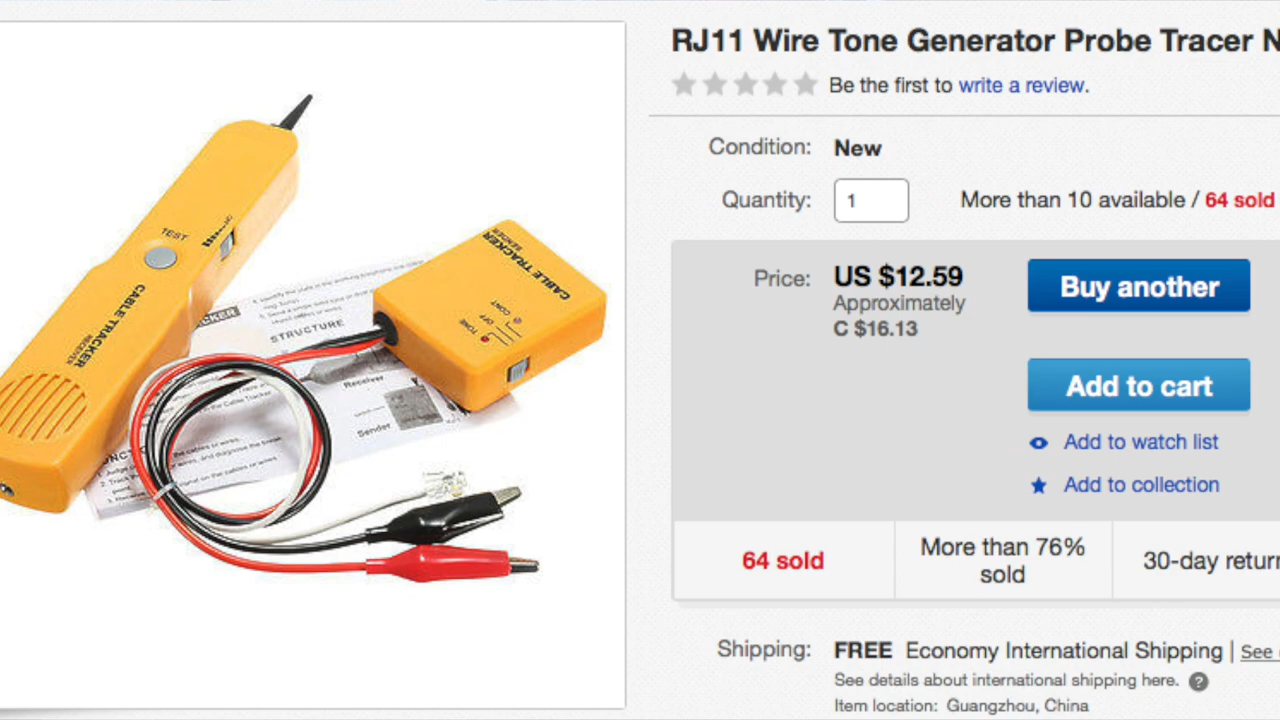 RJ11 Wire Tone Generator Probe Tracer N
Be the first to write a review.
Condition: New
Quantity: 1 More than 10 available / 64 sold
Price: US $12.59
Approximately
C $16.13
Buy another
Add to cart
Add to watch list
Add to collection
64 sold
More than 76%
sold
30-day return
Shipping: FREE Economy International Shipping | See
See details about international shipping here. ?
Item location: Guangzhou, China
TEST
CABLE TRACKER
RECEIVER
CABLE TRACKER
SENDER
TONE
OFF
CONT
STRUCTURE
Receiver
Sender